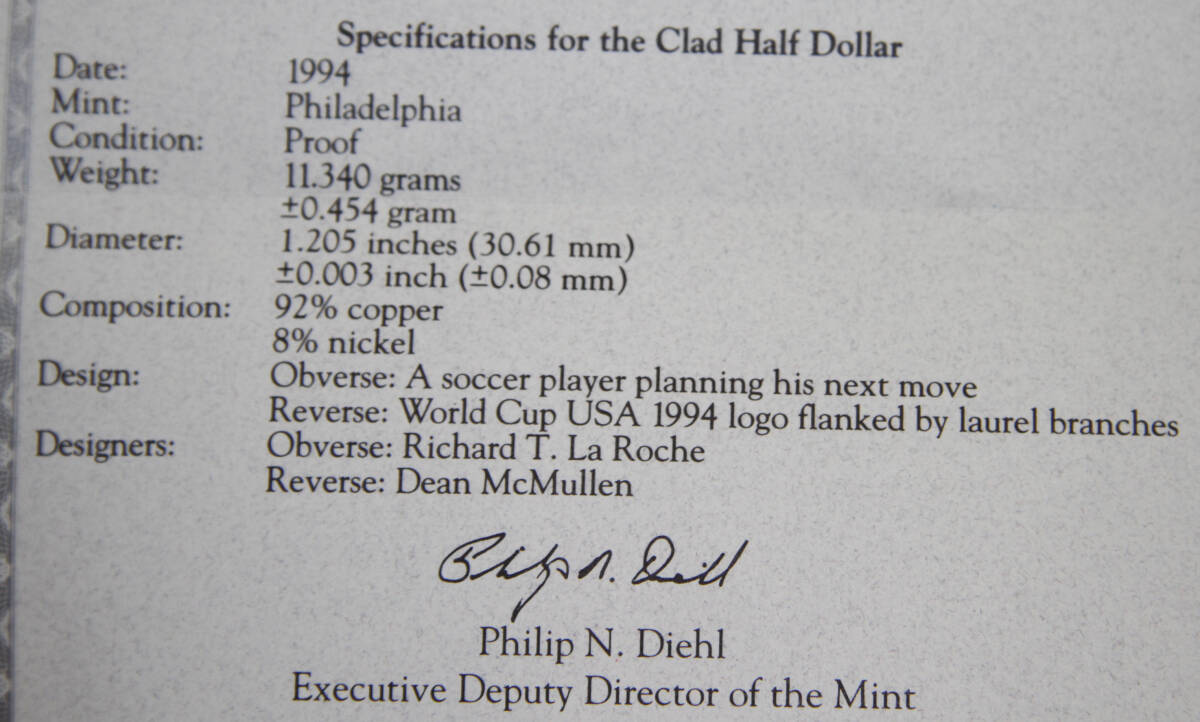 Specifications for the Clad Half Dollar
Date: 1994
Mint: Philadelphia
Condition: Proof
Weight: 11.340 grams
±0.454 gram
Diameter: 1.205 inches (30.61 mm)
±0.003 inch (±0.08 mm)
Composition: 92% copper
8% nickel
Design: Obverse: A soccer player planning his next move
Reverse: World Cup USA 1994 logo flanked by laurel branches
Designers: Obverse: Richard T. La Roche
Reverse: Dean McMullen
Philip N. Diehl
Philip N. Diehl
Executive Deputy Director of the Mint